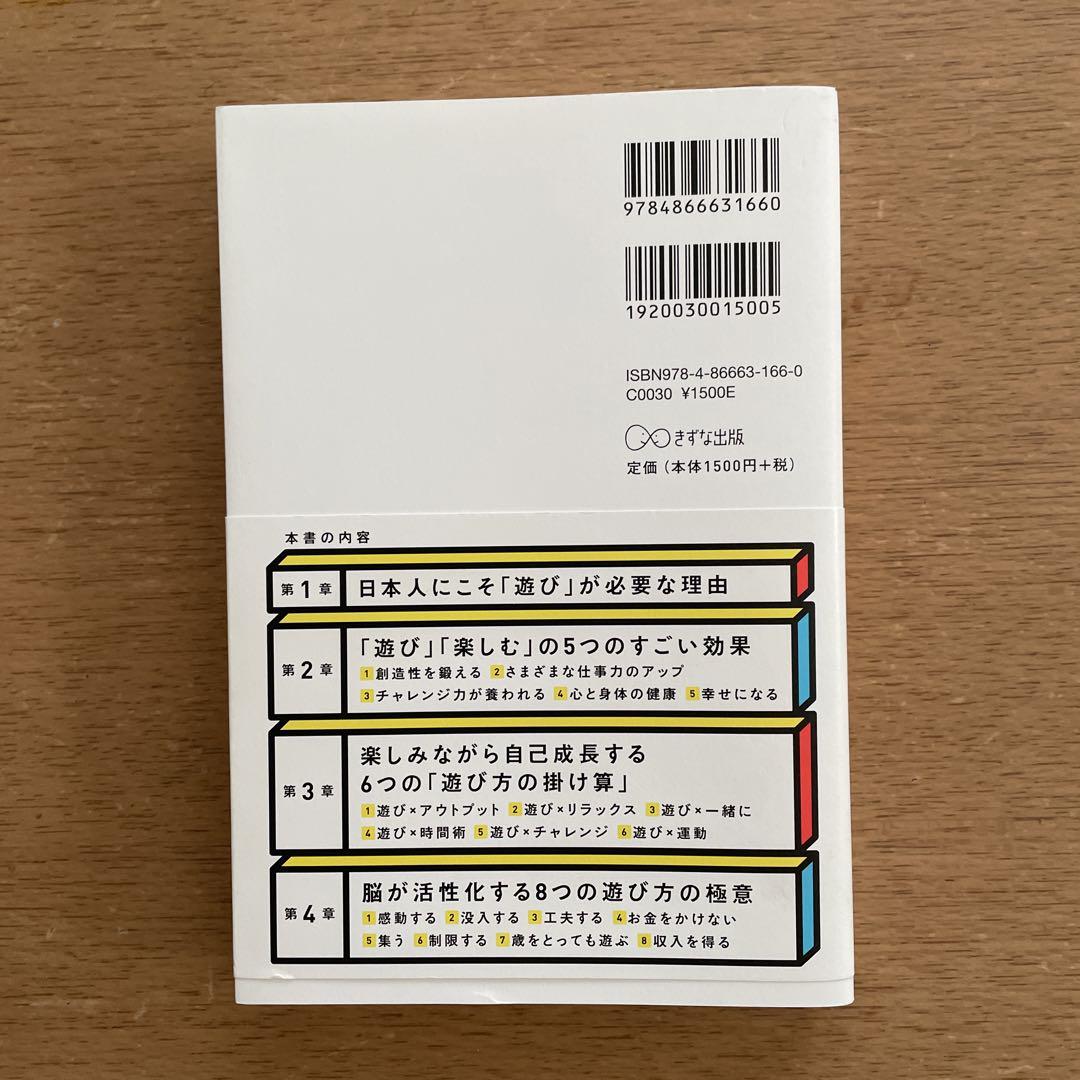 9784866631660
1920030015005
ISBN978-4-86663-166-0
C0030 ¥1500E
きずな出版
定価（本体1500円+税）
本書の内容
第1章 日本人にこそ「遊び」が必要な理由
第2章 「遊び」「楽しむ」の5つのすごい効果
1 創造性を鍛える 2 さまざまな仕事力のアップ
3 チャレンジ力が養われる 4 心と身体の健康 5 幸せになる
第3章 楽しみながら自己成長する
6つの「遊び方の掛け算」
1 遊び×アウトプット 2 遊び×リラックス 3 遊び×一緒に
4 遊び×時間術 5 遊び×チャレンジ 6 遊び×運動
第4章 脳が活性化する8つの遊び方の極意
1 感動する 2 没入する 3 工夫する 4 お金をかけない
5 集う 6 制限する 7 歳をとっても遊ぶ 8 収入を得る